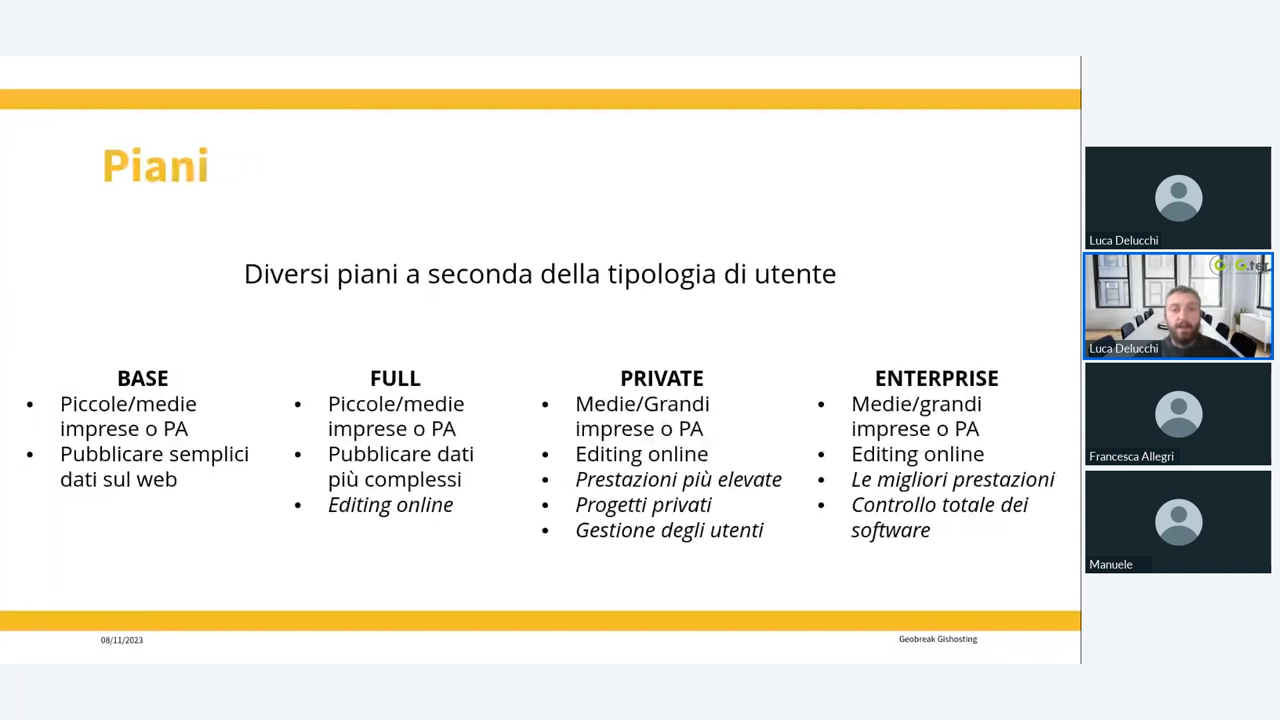 Piani
Diversi piani a seconda della tipologia di utente
BASE
• Piccole/medie
imprese o PA
• Pubblicare semplici
dati sul web
FULL
• Piccole/medie
imprese o PA
• Pubblicare dati
più complessi
• Editing online
PRIVATE
• Medie/Grandi
imprese o PA
• Editing online
• Prestazioni più elevate
• Progetti privati
• Gestione degli utenti
ENTERPRISE
• Medie/grandi
imprese o PA
• Editing online
• Le migliori prestazioni
• Controllo totale dei
software
08/11/2023
Geobreak Gishosting
Luca Delucchi
Luca Delucchi
Francesca Allegri
Manuele